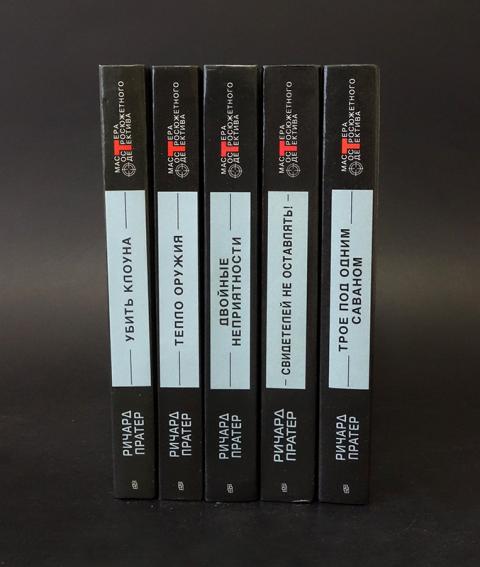 РИЧАРД
ПРАТЕР
УБИТЬ КЛОУНА
МАСТЕРА
ОСТРОСЮЖЕТНОГО
ДЕТЕКТИВА
РИЧАРД
ПРАТЕР
ТЕПЛО ОРУЖИЯ
МАСТЕРА
ОСТРОСЮЖЕТНОГО
ДЕТЕКТИВА
РИЧАРД
ПРАТЕР
ДВОЙНЫЕ
НЕПРИЯТНОСТИ
МАСТЕРА
ОСТРОСЮЖЕТНОГО
ДЕТЕКТИВА
РИЧАРД
ПРАТЕР
СВИДЕТЕЛЕЙ НЕ ОСТАВЛЯТЬ!
МАСТЕРА
ОСТРОСЮЖЕТНОГО
ДЕТЕКТИВА
РИЧАРД
ПРАТЕР
ТРОЕ ПОД ОДНИМ
САВАНОМ
МАСТЕРА
ОСТРОСЮЖЕТНОГО
ДЕТЕКТИВА